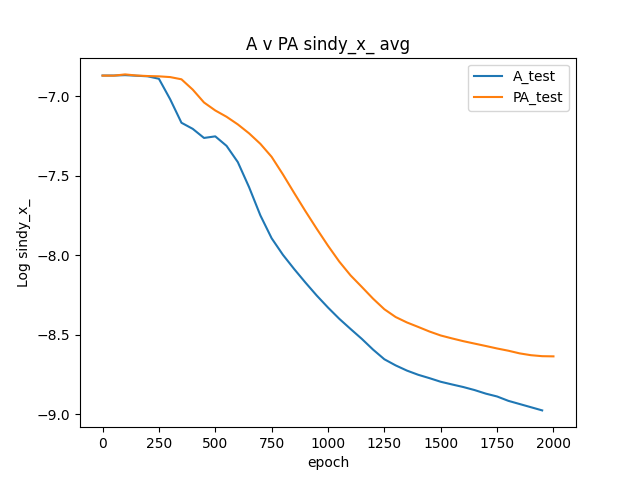 A v PA sindy_x_ avg
A_test
PA_test
−7.0
−7.5
−8.0
−8.5
−9.0
Log sindy_x_
0 250 500 750 1000 1250 1500 1750 2000
epoch